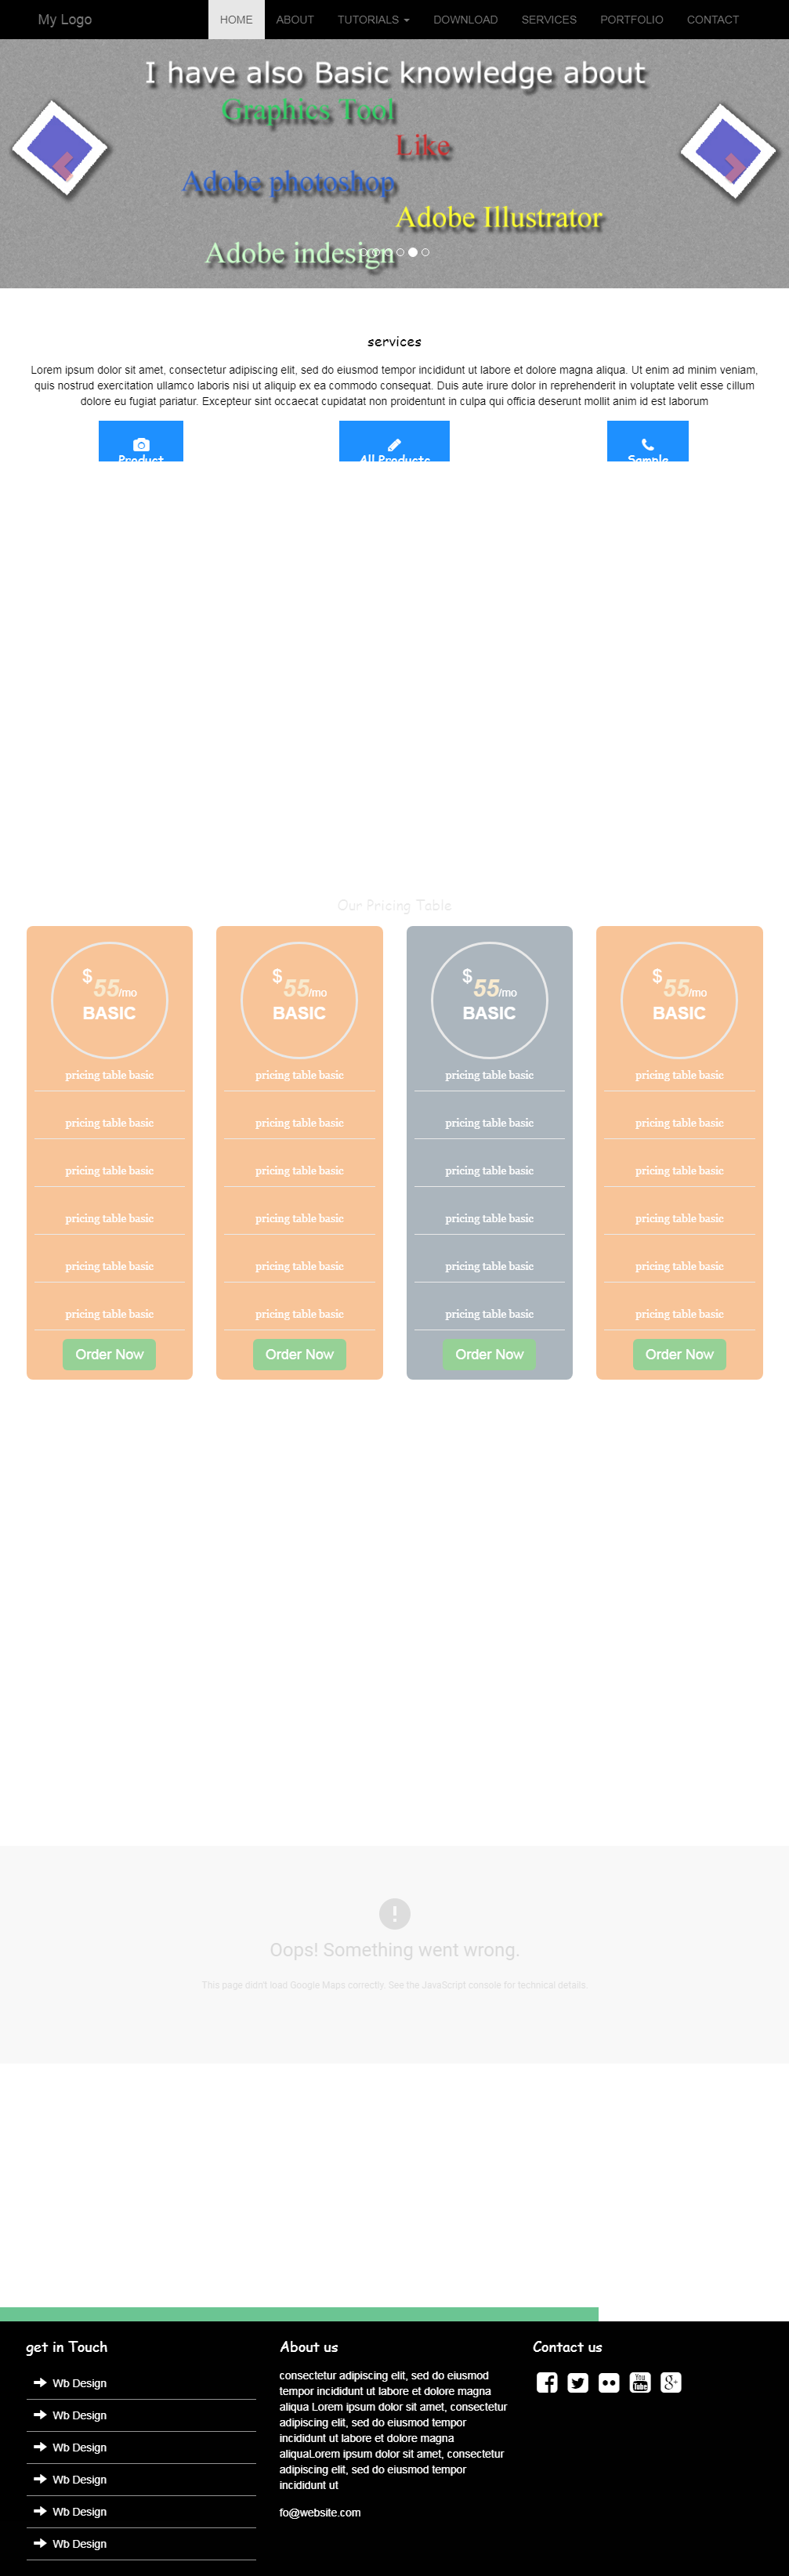 My Logo HOME ABOUT TUTORIALS DOWNLOAD SERVICES PORTFOLIO CONTACT
I have also Basic knowledge about
Graphics Tool
Like
Adobe photoshop
Adobe Illustrator
Adobe indesign
services
Lorem ipsum dolor sit amet, consectetur adipiscing elit, sed do eiusmod tempor incididunt ut labore et dolore magna aliqua. Ut enim ad minim veniam,
quis nostrud exercitation ullamco laboris nisi ut aliquip ex ea commodo consequat. Duis aute irure dolor in reprehenderit in voluptate velit esse cillum
dolore eu fugiat pariatur. Excepteur sint occaecat cupidatat non proidentunt in culpa qui officia deserunt mollit anim id est laborum
Product All Products Sample
Our Pricing Table
$55/mo $55/mo $55/mo $55/mo
BASIC BASIC BASIC BASIC
pricing table basic pricing table basic pricing table basic pricing table basic
pricing table basic pricing table basic pricing table basic pricing table basic
pricing table basic pricing table basic pricing table basic pricing table basic
pricing table basic pricing table basic pricing table basic pricing table basic
pricing table basic pricing table basic pricing table basic pricing table basic
pricing table basic pricing table basic pricing table basic pricing table basic
Order Now Order Now Order Now Order Now
Oops! Something went wrong.
This page didn't load Google Maps correctly. See the JavaScript console for technical details.
get in Touch
Wb Design
Wb Design
Wb Design
Wb Design
Wb Design
Wb Design
About us
consectetur adipiscing elit, sed do eiusmod
tempor incididunt ut labore et dolore magna
aliqua Lorem ipsum dolor sit amet, consectetur
adipiscing elit, sed do eiusmod tempor
incididunt ut labore et dolore magna
aliquaLorem ipsum dolor sit amet, consectetur
adipiscing elit, sed do eiusmod tempor
incididunt ut
fo@website.com
Contact us
You Tube